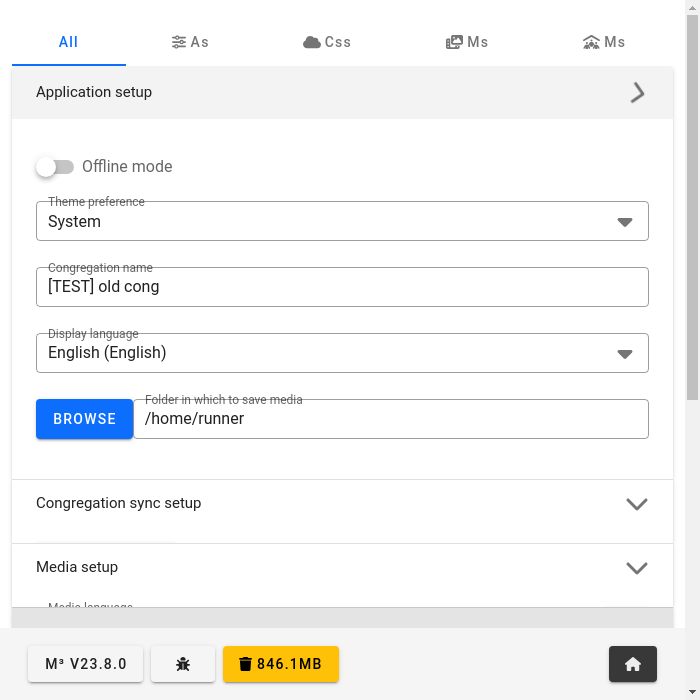 All As Css Ms Ms
Application setup
Offline mode
Theme preference
System
Congregation name
[TEST] old cong
Display language
English (English)
Folder in which to save media
BROWSE /home/runner
Congregation sync setup
Media setup
Media language
M³ V23.8.0 846.1MB